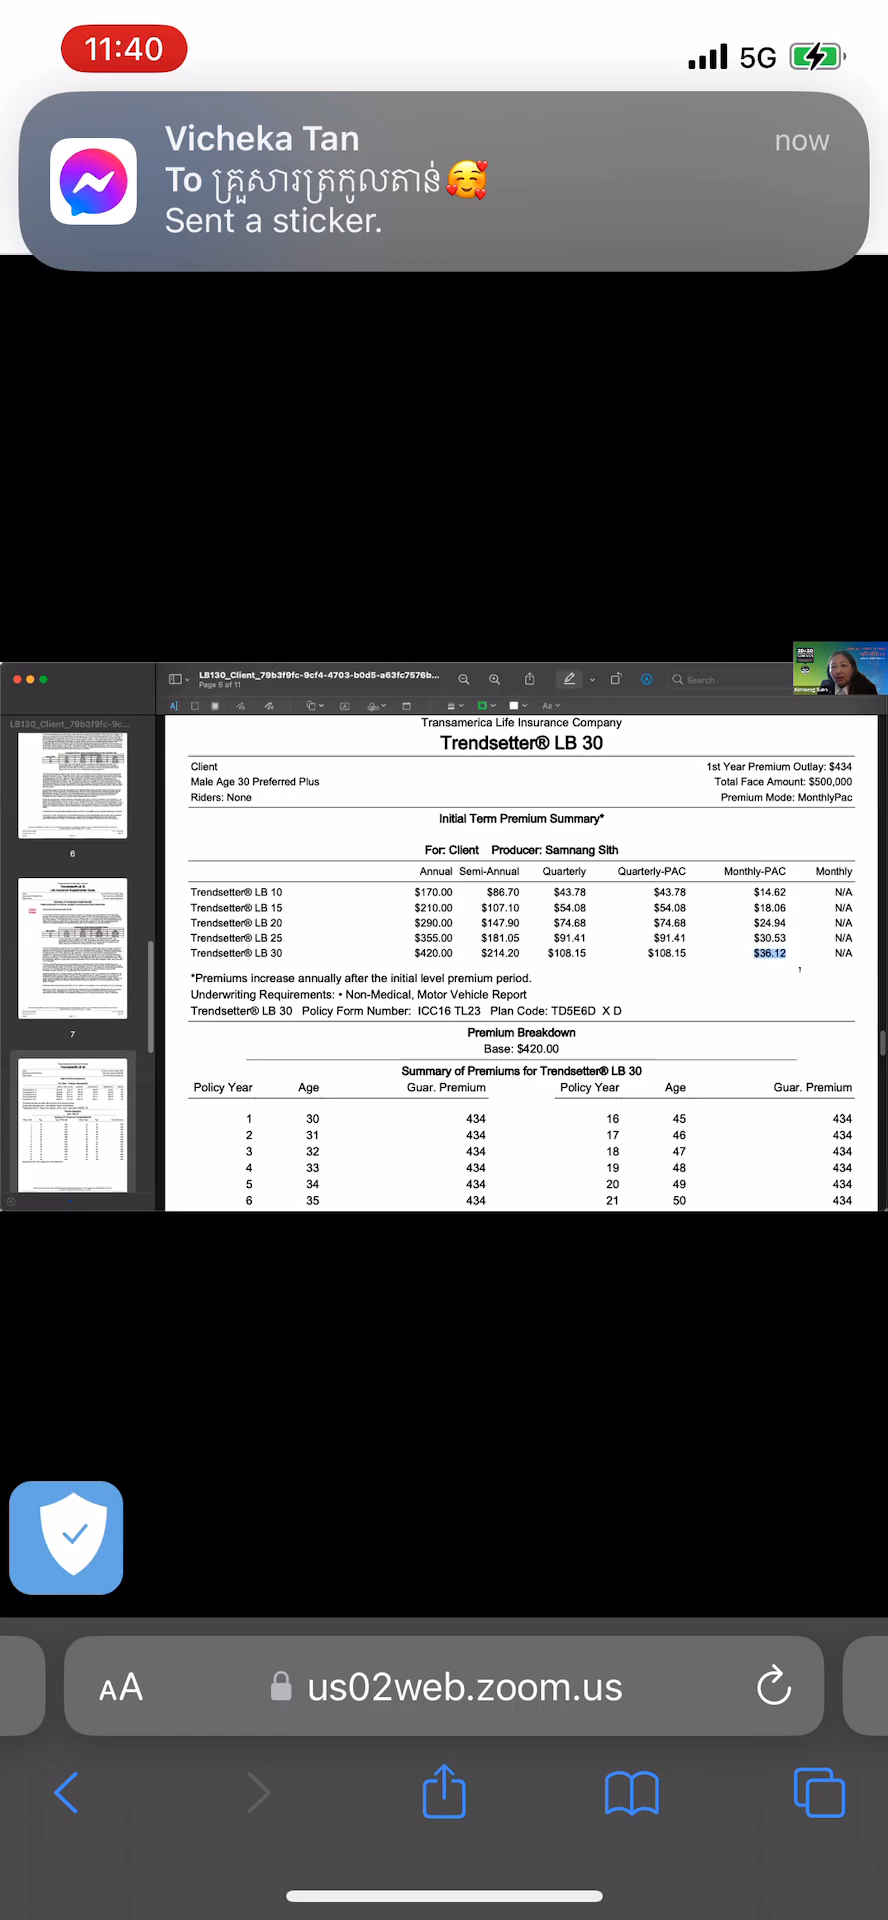 11:40
5G
Vicheka Tan
now
To គ្រួសារត្រកូលតាន់🥰
Sent a sticker.
LB130_Client_79b3f9fc-9cf4-4703-b0d5-a63fc7576b...
Page 8 of 11
Search
LB130_Client_79b3f9fc-9c...
6
7
Transamerica Life Insurance Company
Trendsetter® LB 30
Client 1st Year Premium Outlay: $434
Male Age 30 Preferred Plus Total Face Amount: $500,000
Riders: None Premium Mode: MonthlyPac
Initial Term Premium Summary*
For: Client Producer: Samnang Sith
Annual Semi-Annual Quarterly Quarterly-PAC Monthly-PAC Monthly
Trendsetter® LB 10 $170.00 $86.70 $43.78 $43.78 $14.62 N/A
Trendsetter® LB 15 $210.00 $107.10 $54.08 $54.08 $18.06 N/A
Trendsetter® LB 20 $290.00 $147.90 $74.68 $74.68 $24.94 N/A
Trendsetter® LB 25 $355.00 $181.05 $91.41 $91.41 $30.53 N/A
Trendsetter® LB 30 $420.00 $214.20 $108.15 $108.15 $36.12 N/A
*Premiums increase annually after the initial level premium period.
Underwriting Requirements: • Non-Medical, Motor Vehicle Report
Trendsetter® LB 30 Policy Form Number: ICC16 TL23 Plan Code: TD5E6D X D
Premium Breakdown
Base: $420.00
Summary of Premiums for Trendsetter® LB 30
Policy Year Age Guar. Premium Policy Year Age Guar. Premium
1 30 434 16 45 434
2 31 434 17 46 434
3 32 434 18 47 434
4 33 434 19 48 434
5 34 434 20 49 434
6 35 434 21 50 434
AA us02web.zoom.us